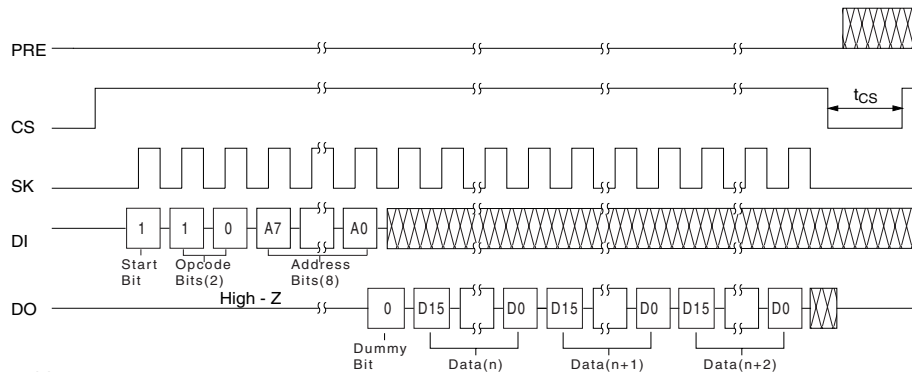 PRE
CS
tCS
SK
DI
1 1 0 A7 A0
Start Bit
Opcode Bits(2)
Address Bits(8)
High - Z
DO
0 D15 D0 D15 D0 D15 D0
Dummy Bit
Data(n)
Data(n+1)
Data(n+2)